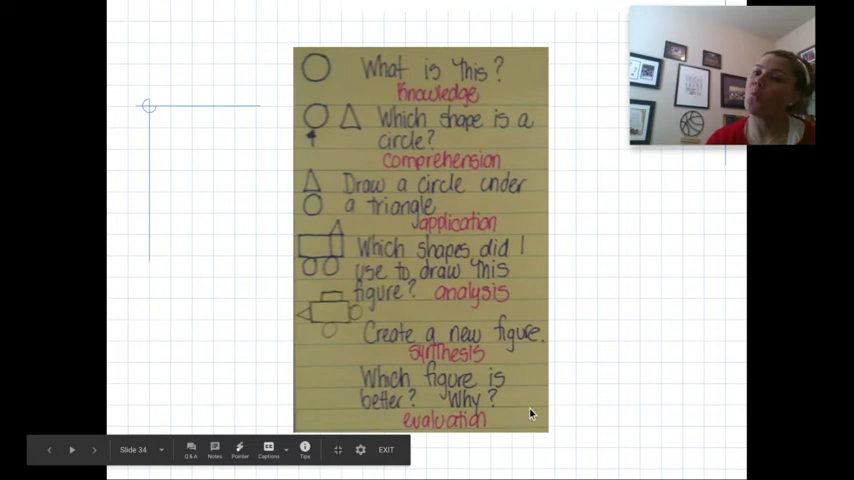 What is this?
Knowledge
Which shape is a
circle?
comprehension
Draw a circle under
a triangle
application
Which shapes did I
use to draw this
figure? analysis
Create a new figure.
synthesis
Which figure is
better? Why?
evaluation
Slide 34
Q & A
Notes
Pointer
Captions
Tips
EXIT